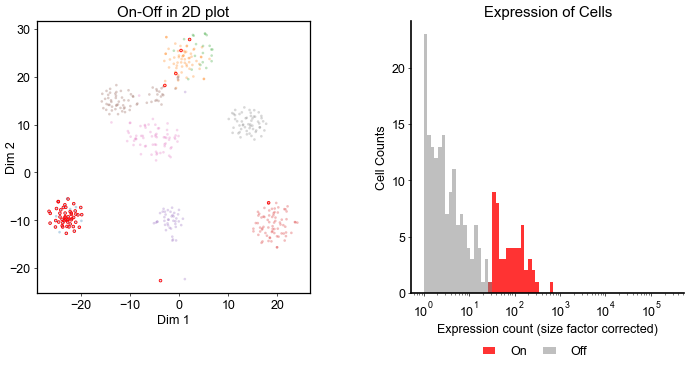 On-Off in 2D plot
30
20
10
0
−10
−20
Dim 2
−20
−10
0
10
20
Dim 1
Expression of Cells
20
15
10
5
0
Cell Counts
10⁰
10¹
10²
10³
10⁴
10⁵
Expression count (size factor corrected)
On
Off